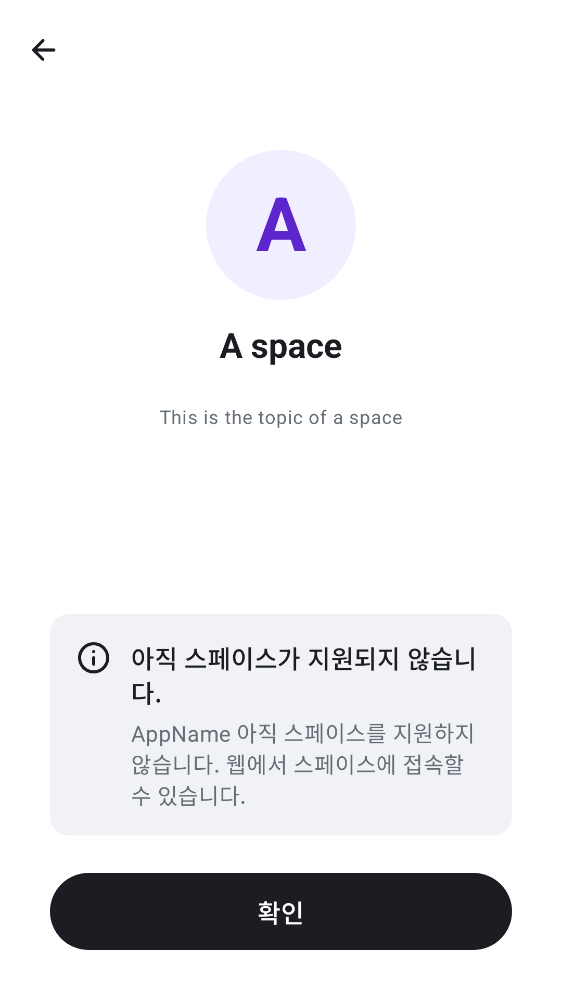 A
A space
This is the topic of a space
아직 스페이스가 지원되지 않습니
다.
AppName 아직 스페이스를 지원하지
않습니다. 웹에서 스페이스에 접속할
수 있습니다.
확인